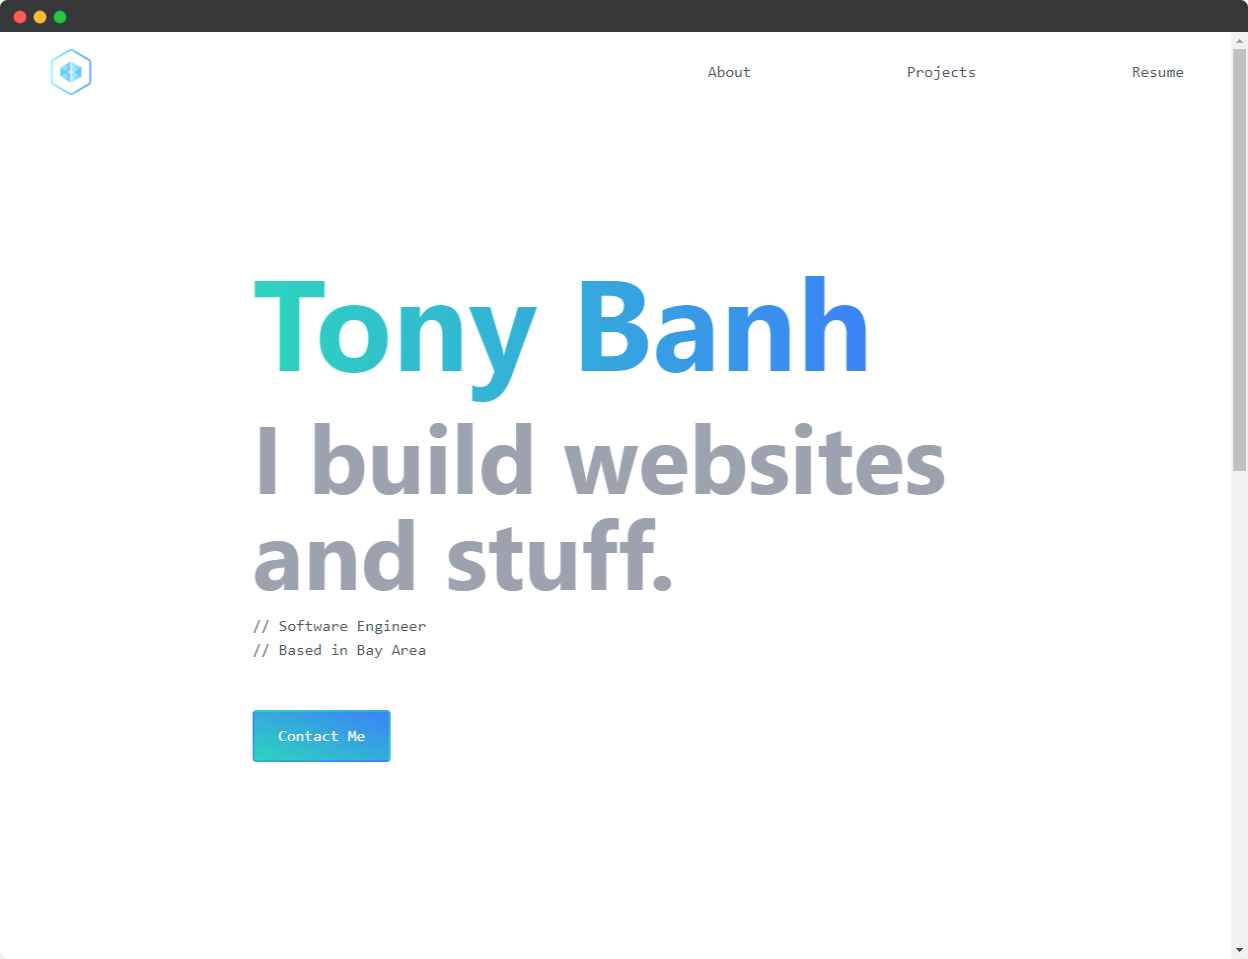 About Projects Resume
Tony Banh
I build websites
and stuff.
// Software Engineer
// Based in Bay Area
Contact Me